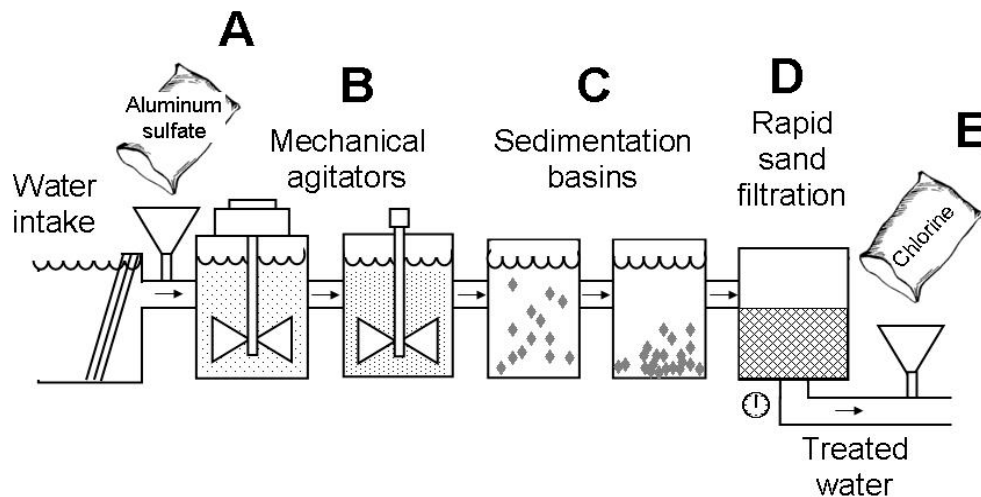 A
Aluminum
sulfate
B
Mechanical
agitators
C
Sedimentation
basins
D
Rapid
sand
filtration
E
Chlorine
Water
intake
Treated
water